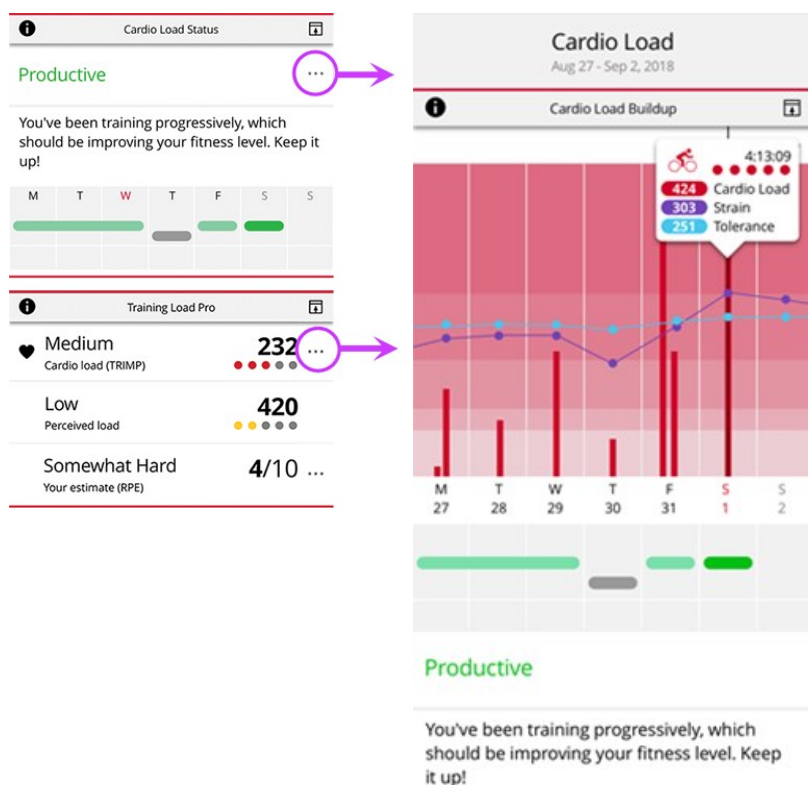 Cardio Load Status
Productive
You've been training progressively, which
should be improving your fitness level. Keep it
up!
M T W T F S S
Training Load Pro
Medium 232
Cardio load (TRIMP)
Low 420
Perceived load
Somewhat Hard 4/10
Your estimate (RPE)
Cardio Load
Aug 27 - Sep 2, 2018
Cardio Load Buildup
4:13:09
424 Cardio Load
303 Strain
251 Tolerance
M T W T F S S
27 28 29 30 31 1 2
Productive
You've been training progressively, which
should be improving your fitness level. Keep
it up!